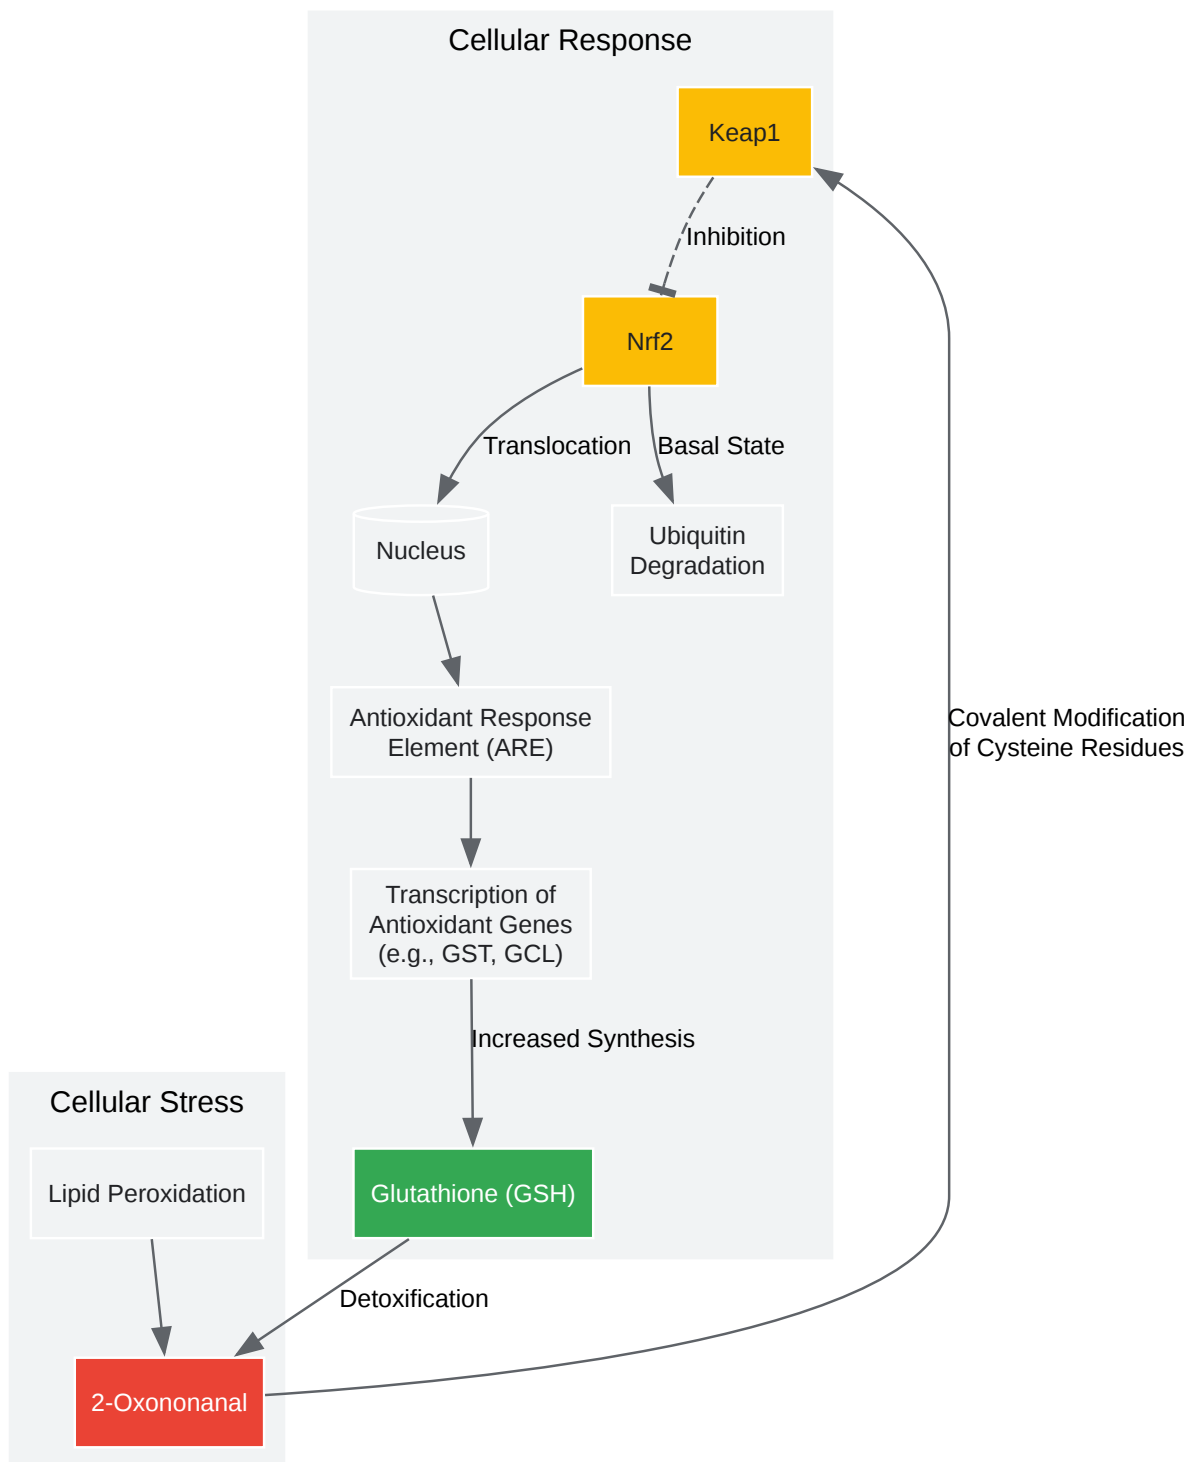 Cellular Response
Keap1
Inhibition
Nrf2
Translocation
Basal State
Nucleus
Ubiquitin
Degradation
Antioxidant Response
Element (ARE)
Covalent Modification
of Cysteine Residues
Transcription of
Antioxidant Genes
(e.g., GST, GCL)
Increased Synthesis
Cellular Stress
Lipid Peroxidation
Glutathione (GSH)
Detoxification
2-Oxononanal